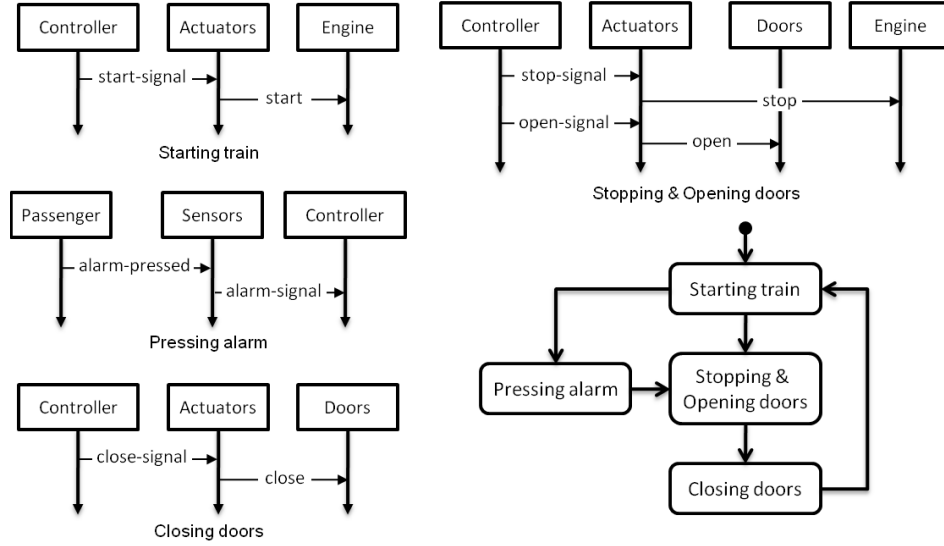 Controller Actuators Engine
start-signal
start
Starting train
Passenger Sensors Controller
alarm-pressed
alarm-signal
Pressing alarm
Controller Actuators Doors
close-signal
close
Closing doors
Controller Actuators Doors Engine
stop-signal
stop
open-signal
open
Stopping & Opening doors
Starting train
Pressing alarm
Stopping &
Opening doors
Closing doors